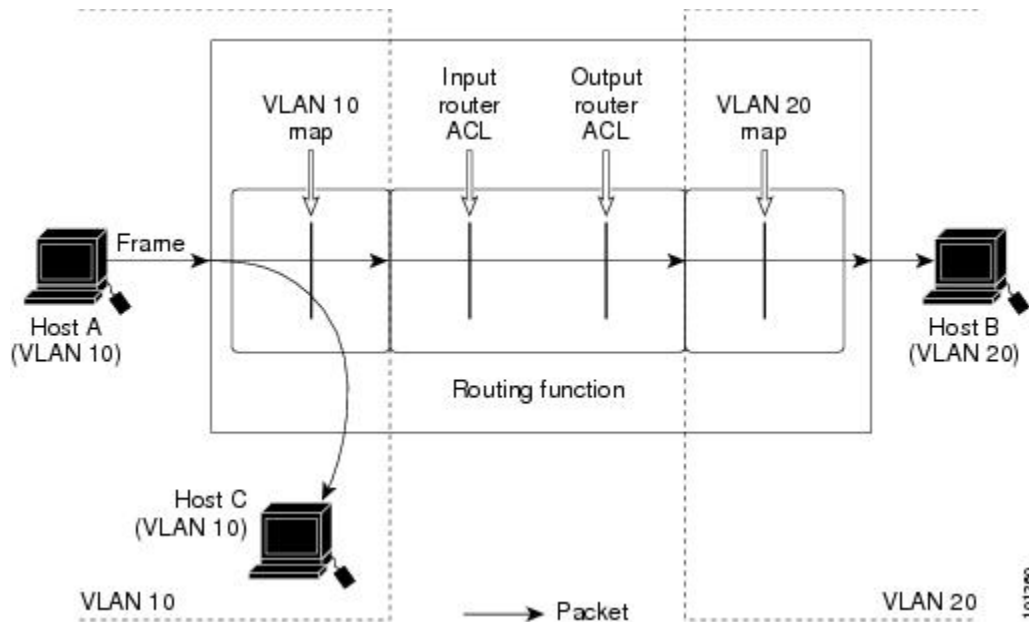 VLAN 10
map
Input
router
ACL
Output
router
ACL
VLAN 20
map
Frame
Host A
(VLAN 10)
Host B
(VLAN 20)
Routing function
Host C
(VLAN 10)
VLAN 10
Packet
VLAN 20